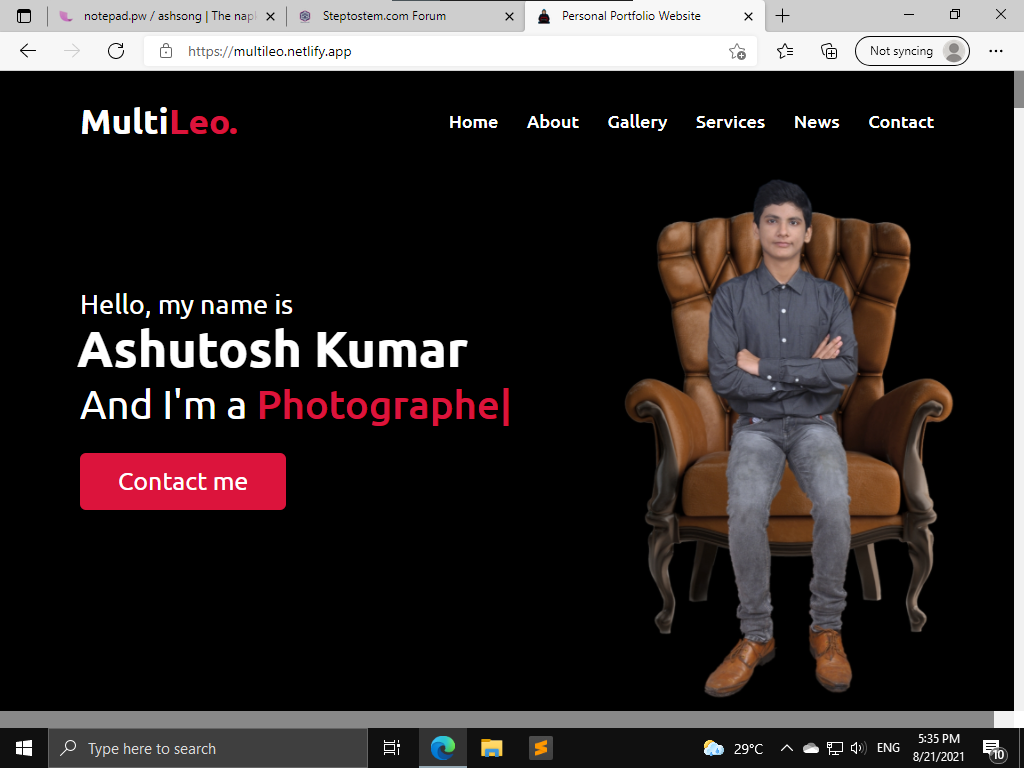 notepad.pw / ashsong | The nap
Steptostem.com Forum
Personal Portfolio Website
https://multileo.netlify.app
Not syncing
MultiLeo.
Home About Gallery Services News Contact
Hello, my name is
Ashutosh Kumar
And I'm a Photographe|
Contact me
Type here to search
29°C
ENG
5:35 PM
8/21/2021
10